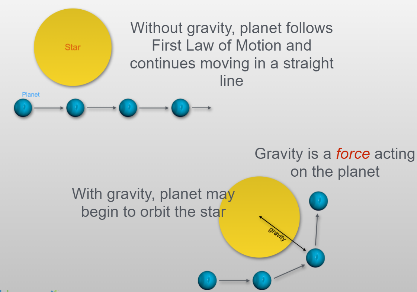 Star
Without gravity, planet follows
First Law of Motion and
continues moving in a straight
line
Planet
Gravity is a force acting
on the planet
With gravity, planet may
begin to orbit the star
gravity